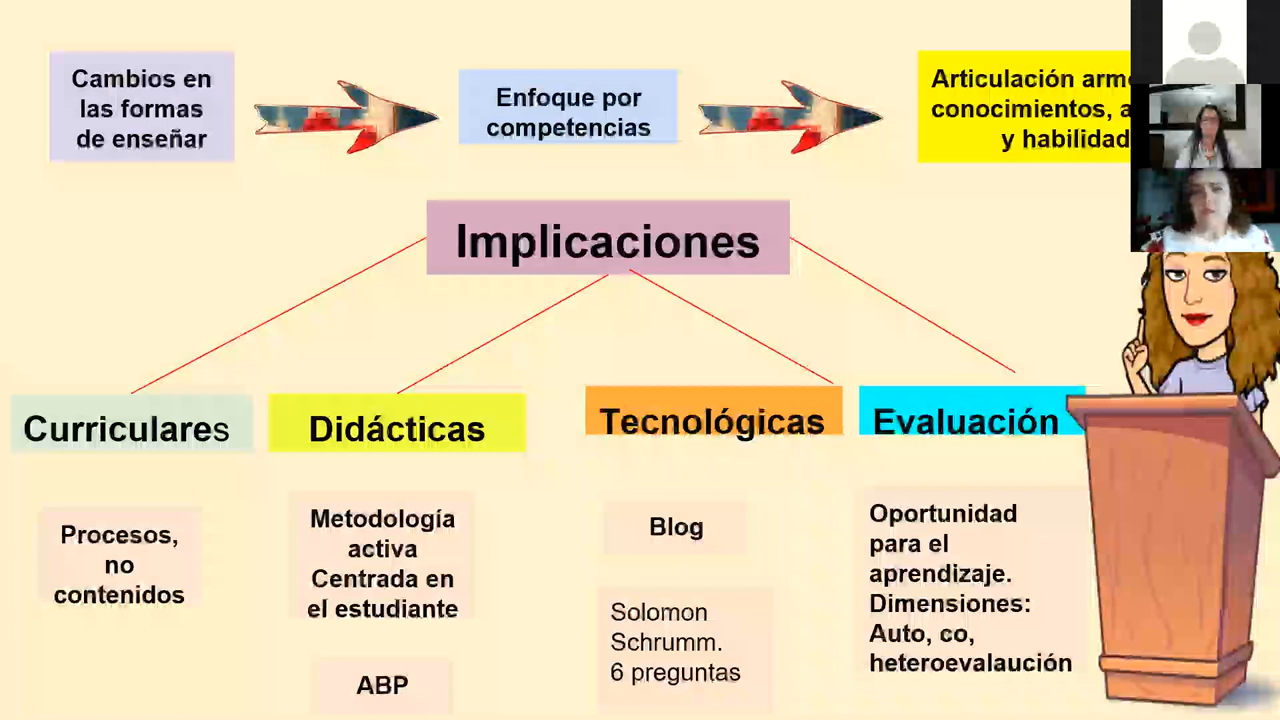 Cambios en
las formas
de enseñar
Enfoque por
competencias
Articulación
conocimientos,
y
Implicaciones
Curriculares
Procesos,
no
contenidos
Didácticas
Metodología
activa
Centrada en
el estudiante
ABP
Tecnológicas
Blog
Solomon
Schrumm.
6 preguntas
Evaluación
Oportunidad
para el
aprendizaje.
Dimensiones:
Auto, co,
heteroevalaución